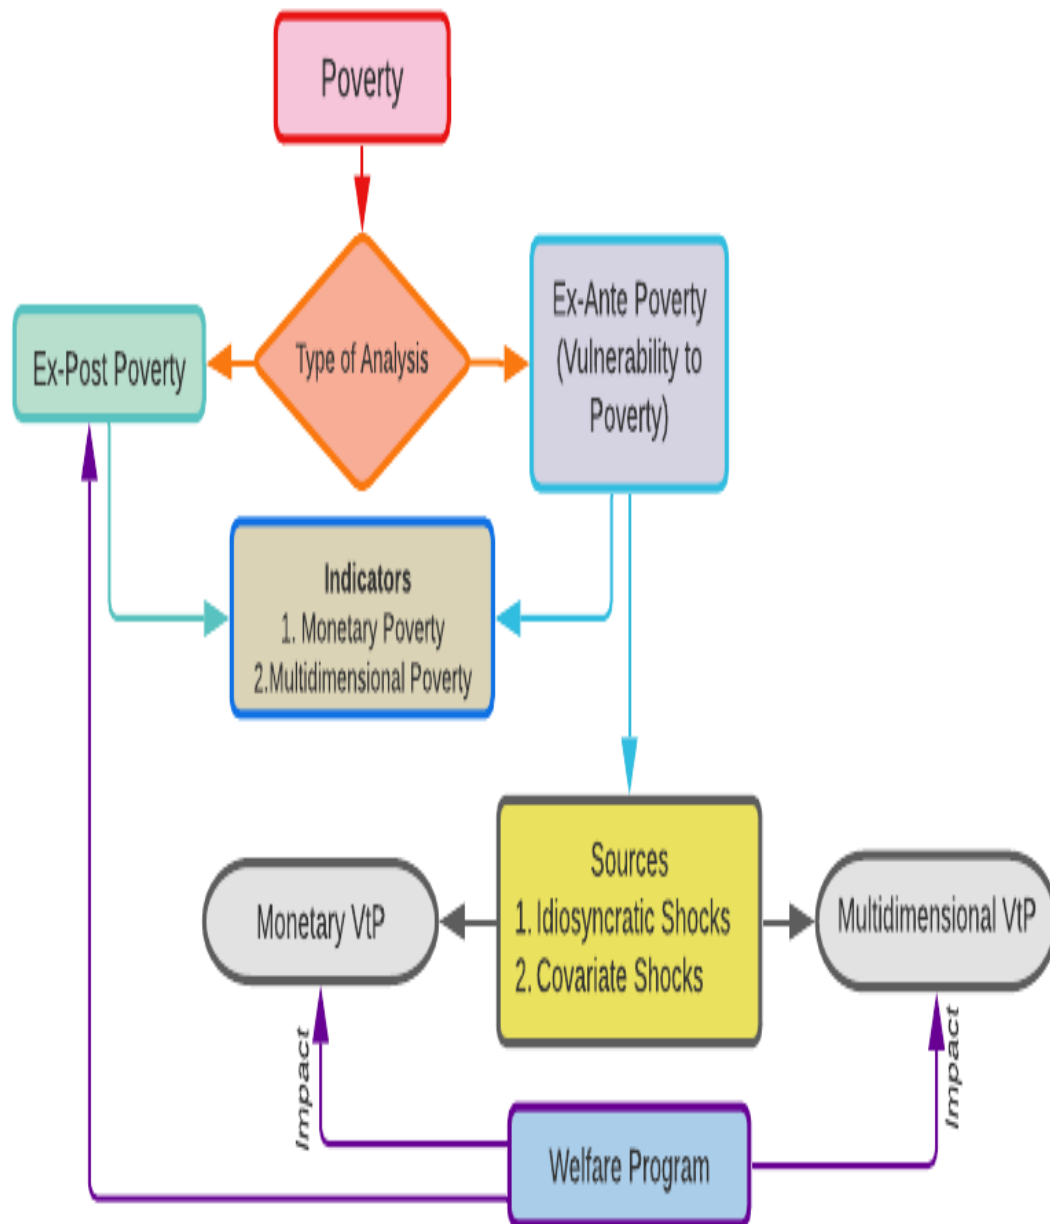 Poverty
Type of Analysis
Ex-Post Poverty
Ex-Ante Poverty
(Vulnerability to
Poverty)
Indicators
1. Monetary Poverty
2.Multidimensional Poverty
Sources
1. Idiosyncratic Shocks
2. Covariate Shocks
Monetary VtP
Multidimensional VtP
Impact
Impact
Welfare Program